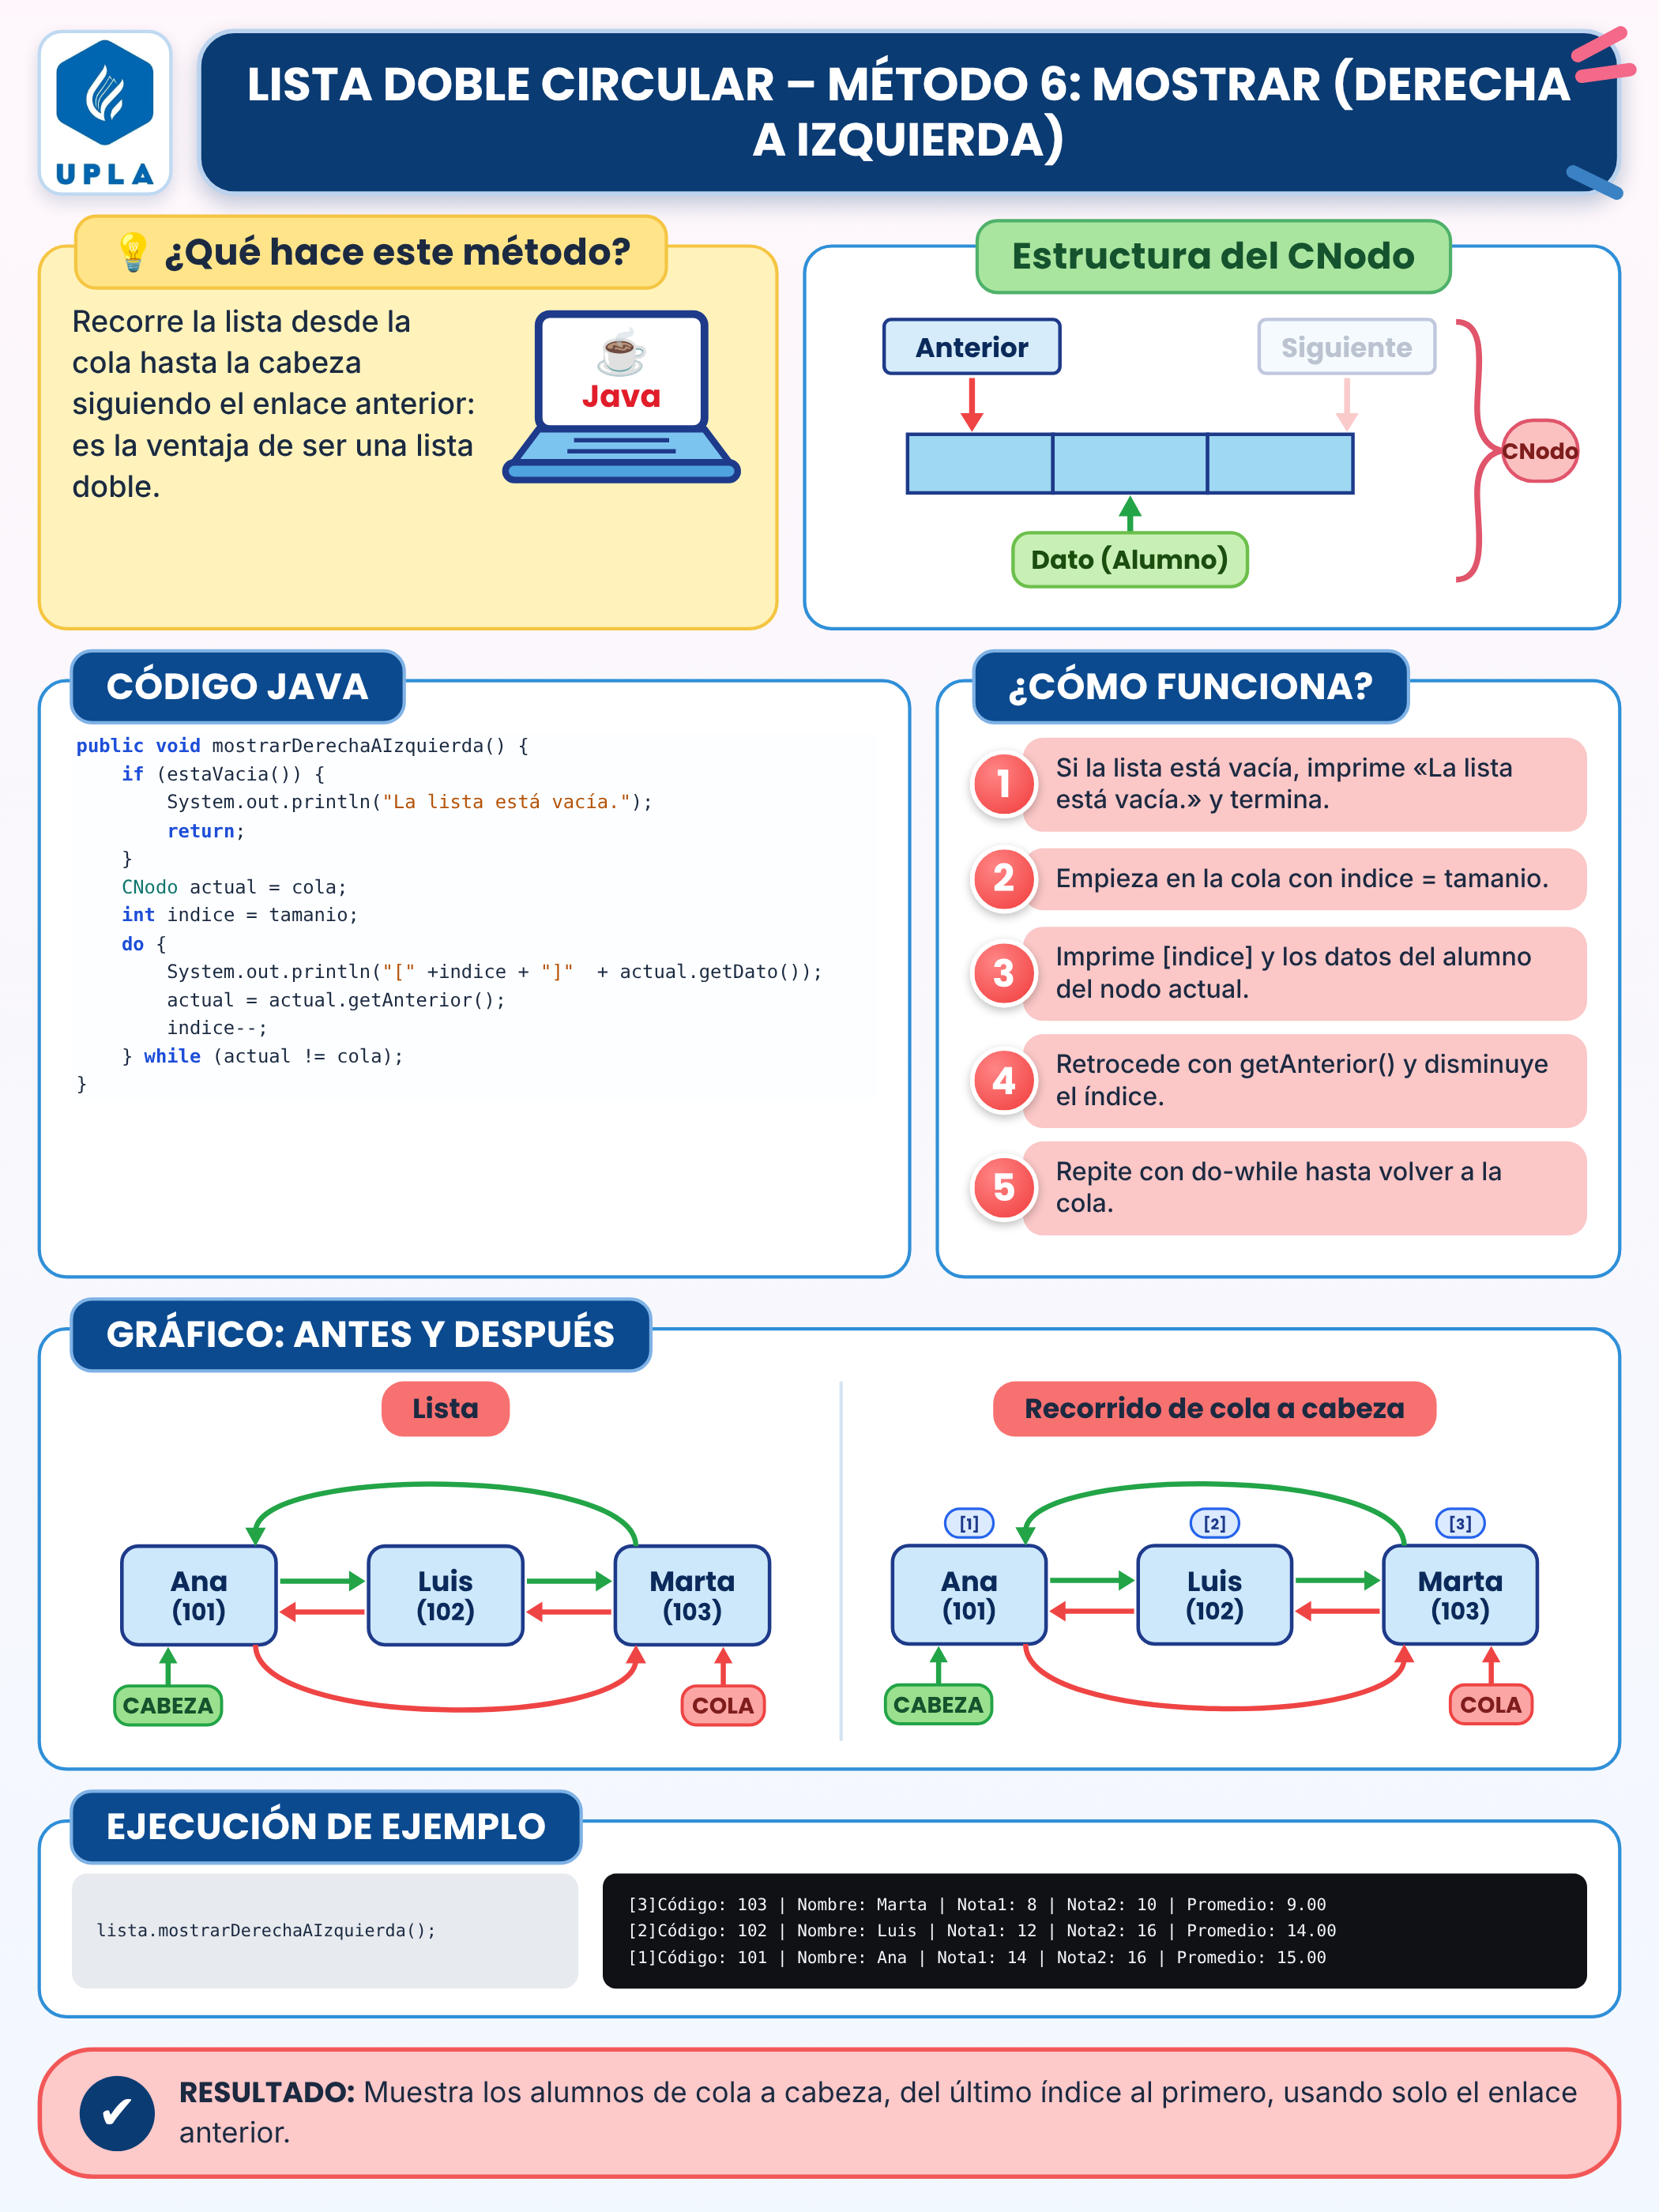 UPLA
LISTA DOBLE CIRCULAR – MÉTODO 6: MOSTRAR (DERECHA
A IZQUIERDA)
💡 ¿Qué hace este método?
Recorre la lista desde la
cola hasta la cabeza
siguiendo el enlace anterior:
es la ventaja de ser una lista
doble.
Java
Estructura del CNodo
Anterior
Siguiente
CNodo
Dato (Alumno)
CÓDIGO JAVA
public void mostrarDerechaAIzquierda() {
    if (estaVacia()) {
        System.out.println("La lista está vacía.");
        return;
    }
    CNodo actual = cola;
    int indice = tamanio;
    do {
        System.out.println("[" +indice + "]"  + actual.getDato());
        actual = actual.getAnterior();
        indice--;
    } while (actual != cola);
}
¿CÓMO FUNCIONA?
1
Si la lista está vacía, imprime «La lista
está vacía.» y termina.
2
Empieza en la cola con indice = tamanio.
3
Imprime [indice] y los datos del alumno
del nodo actual.
4
Retrocede con getAnterior() y disminuye
el índice.
5
Repite con do-while hasta volver a la
cola.
GRÁFICO: ANTES Y DESPUÉS
Lista
Ana
(101)
Luis
(102)
Marta
(103)
CABEZA
COLA
Recorrido de cola a cabeza
[1]
[2]
[3]
Ana
(101)
Luis
(102)
Marta
(103)
CABEZA
COLA
EJECUCIÓN DE EJEMPLO
lista.mostrarDerechaAIzquierda();
[3]Código: 103 | Nombre: Marta | Nota1: 8 | Nota2: 10 | Promedio: 9.00
[2]Código: 102 | Nombre: Luis | Nota1: 12 | Nota2: 16 | Promedio: 14.00
[1]Código: 101 | Nombre: Ana | Nota1: 14 | Nota2: 16 | Promedio: 15.00
✔ RESULTADO: Muestra los alumnos de cola a cabeza, del último índice al primero, usando solo el enlace
anterior.